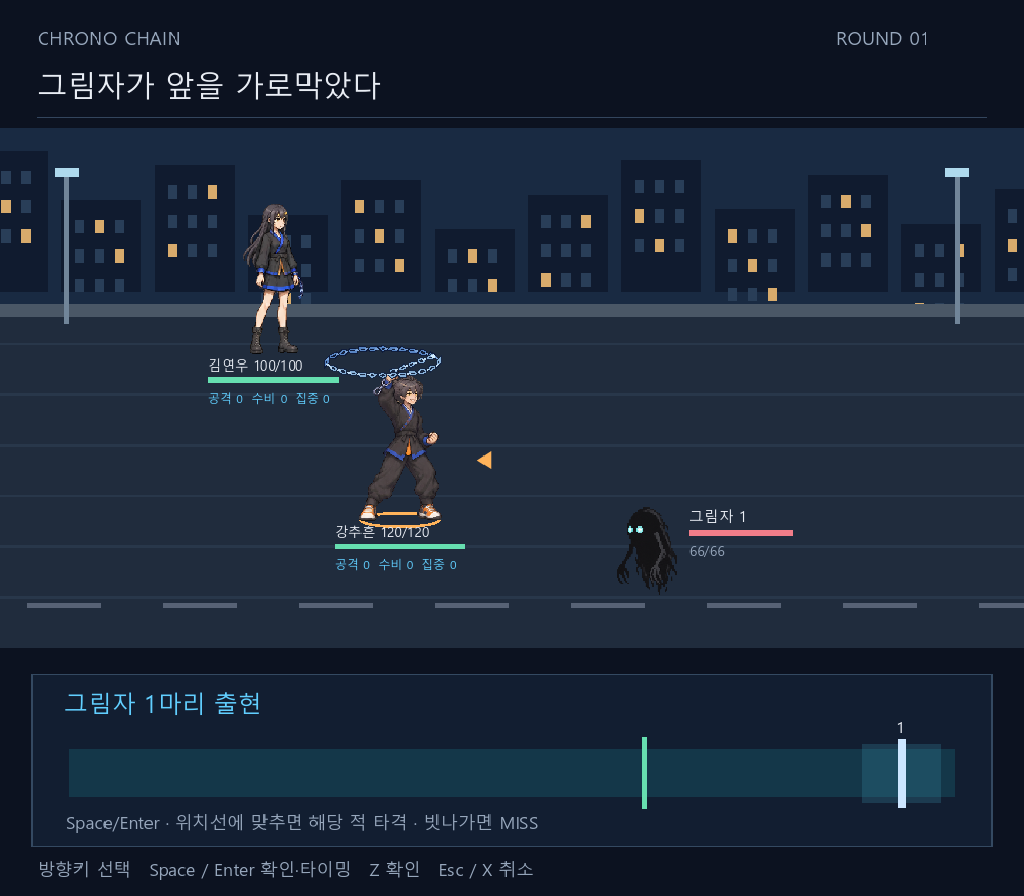 CHRONO CHAIN
ROUND 01
그림자가 앞을 가로막았다
김연우 100/100
공격 0 수비 0 집중 0
강추흔 120/120
공격 0 수비 0 집중 0
그림자 1
66/66
그림자 1마리 출현
1
Space/Enter · 위치선에 맞추면 해당 적 타격 · 빗나가면 MISS
방향키 선택 Space / Enter 확인·타이밍 Z 확인 Esc / X 취소